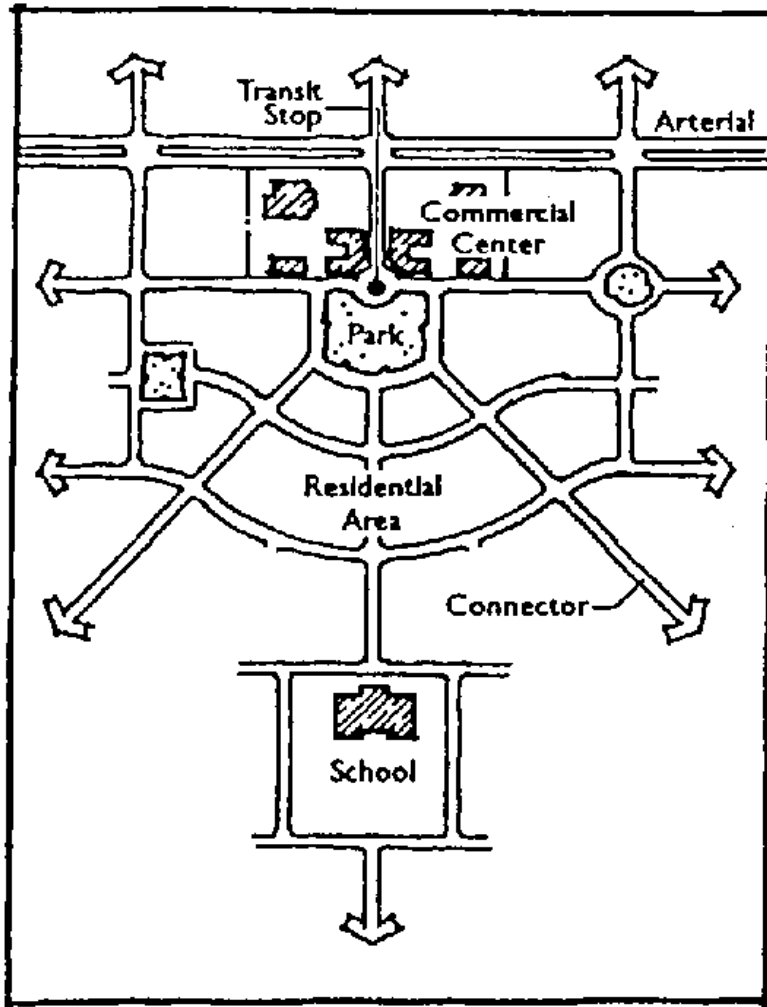 Transit
Stop
Arterial
Commercial
Center
Park
Residential
Area
Connector
School